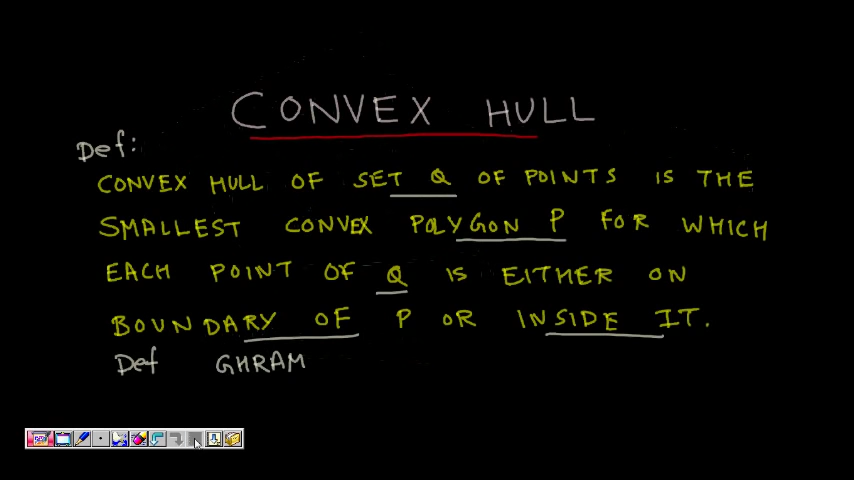 CONVEX HULL
Def:
CONVEX HULL OF SET Q OF POINTS IS THE
SMALLEST CONVEX POLYGON P FOR WHICH
EACH POINT OF Q IS EITHER ON
BOUNDARY OF P OR INSIDE IT.
Def GHRAM